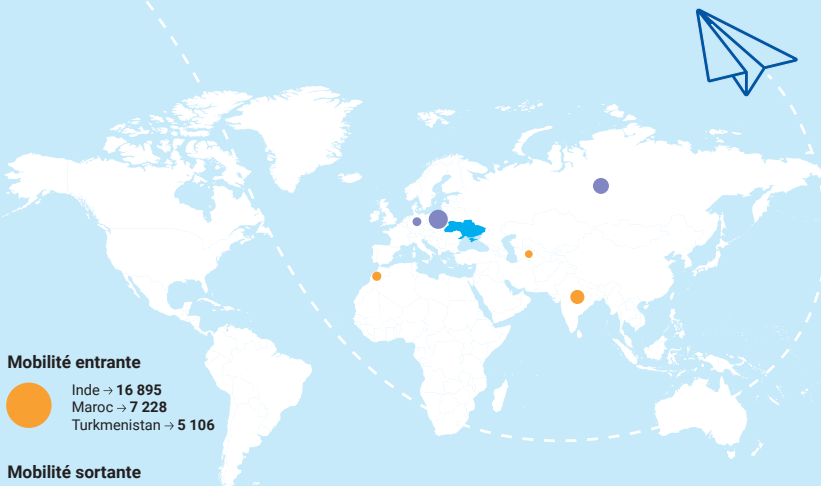 Mobilité entrante
Inde → 16 895
Maroc → 7 228
Turkmenistan → 5 106
Mobilité sortante